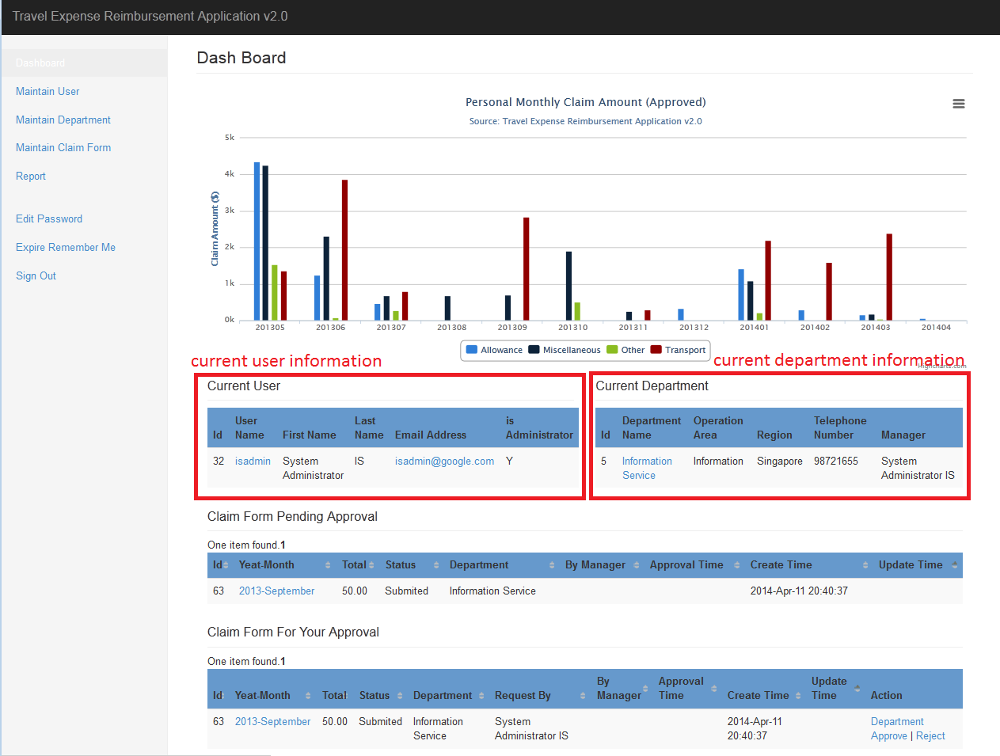 Travel Expense Reimbursement Application v2.0
Dashboard
Maintain User
Maintain Department
Maintain Claim Form
Report
Edit Password
Expire Remember Me
Sign Out
Dash Board
Personal Monthly Claim Amount (Approved)
Source: Travel Expense Reimbursement Application v2.0
Claim Amount ($)
5k
4k
3k
2k
1k
0k
201305 201306 201307 201308 201309 201310 201311 201312 201401 201402 201403 201404
Allowance Miscellaneous Other Transport
Highcharts.com
current user information
current department information
Current User
Id User Name First Name Last Name Email Address is Administrator
32 isadmin System Administrator IS isadmin@google.com Y
Current Department
Id Department Name Operation Area Region Telephone Number Manager
5 Information Service Information Singapore 98721655 System Administrator IS
Claim Form Pending Approval
One item found.1
Id Yeat-Month Total Status Department By Manager Approval Time Create Time Update Time
63 2013-September 50.00 Submited Information Service 2014-Apr-11 20:40:37
Claim Form For Your Approval
One item found.1
Id Yeat-Month Total Status Department Request By By Manager Approval Time Create Time Update Time Action
63 2013-September 50.00 Submited Information Service System Administrator IS 2014-Apr-11 20:40:37 Department Approve | Reject